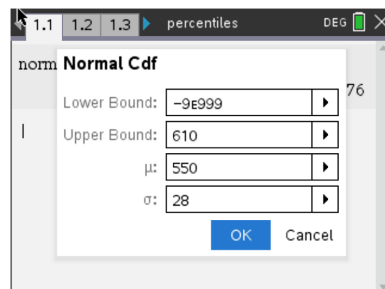 1.1 1.2 1.3 percentiles DEG
norm
Normal Cdf
76
Lower Bound: -9E999
Upper Bound: 610
μ: 550
σ: 28
OK Cancel